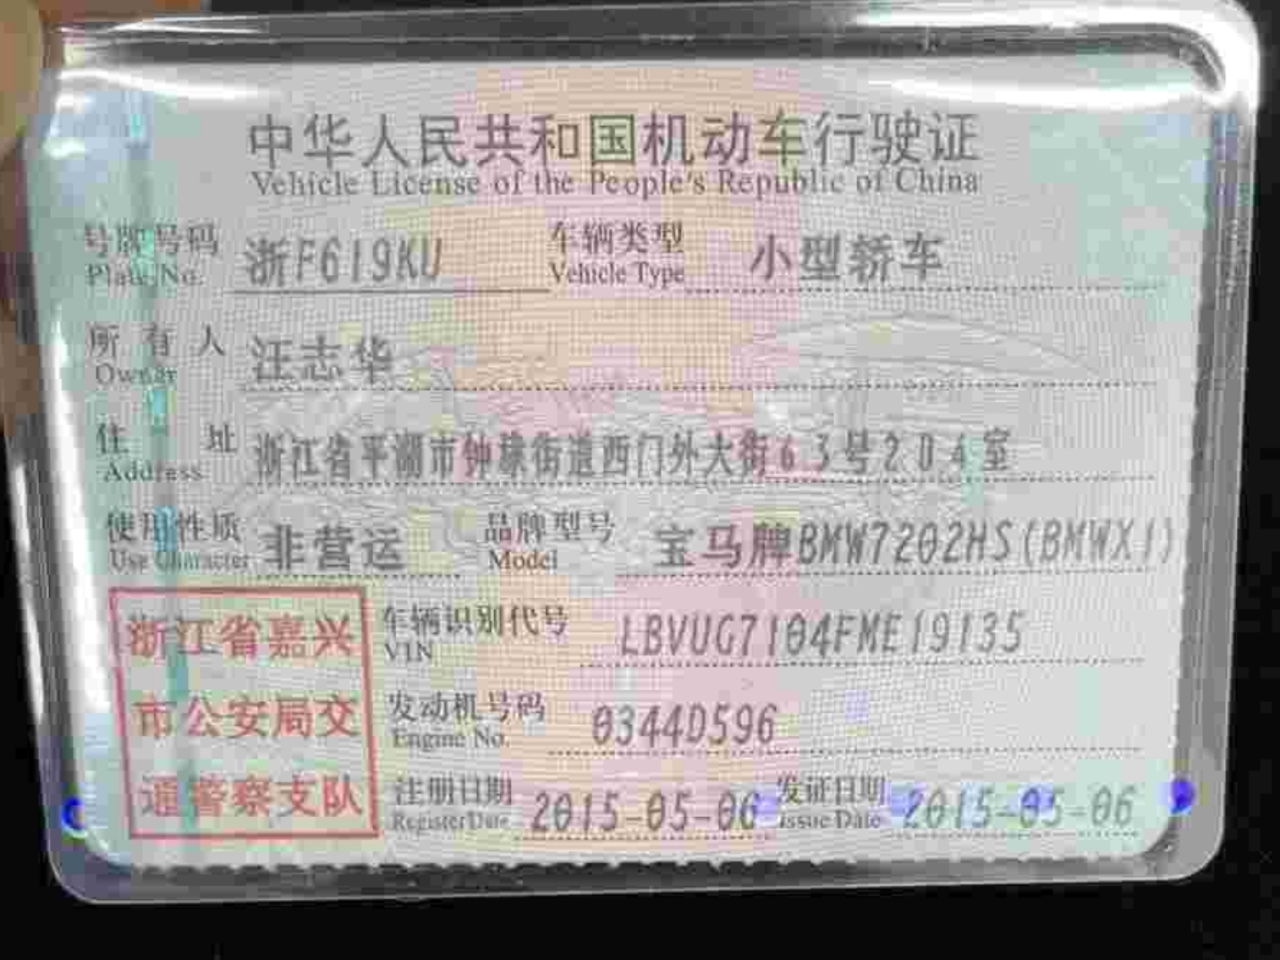 中华人民共和国机动车行驶证
Vehicle License of the People's Republic of China
号牌号码 浙F619KU 车辆类型 小型轿车
Plate No. Vehicle Type
所有人 汪志华
Owner
住址 浙江省平湖市钟埭街道西门外大街63号204室
Address
使用性质 非营运 品牌型号 宝马牌BMW7202HS(BMWX1)
Use Character Model
浙江省嘉兴
市公安局交
通警察支队
车辆识别代号 LBVUG7104FME19135
VIN
发动机号码 0344D596
Engine No.
注册日期 2015-05-06 发证日期 2015-05-06
Register Date Issue Date